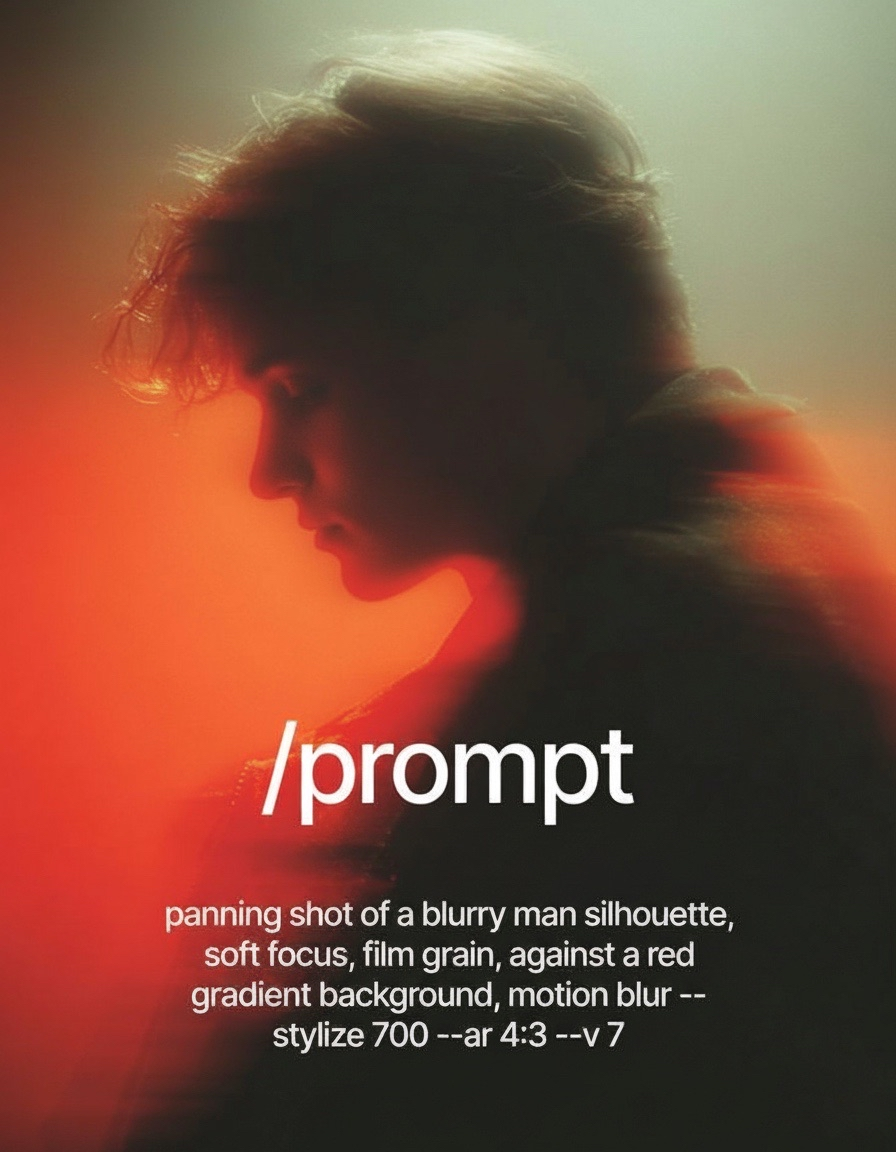 /prompt
panning shot of a blurry man silhouette,
soft focus, film grain, against a red
gradient background, motion blur --
stylize 700 --ar 4:3 --v 7